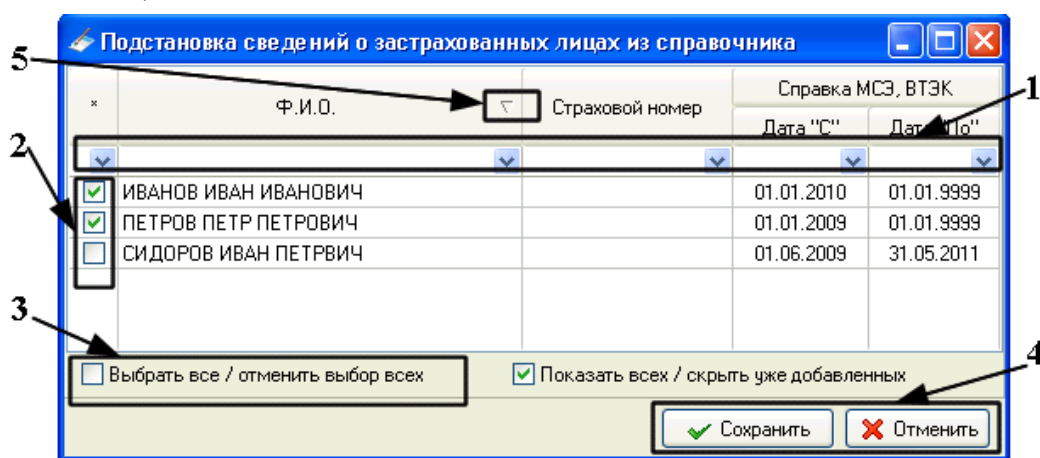 Подстановка сведений о застрахованных лицах из справочника
5
* Ф.И.О. Страховой номер Справка МСЭ, ВТЭК
1
Дата "С" Дата "По"
2
ИВАНОВ ИВАН ИВАНОВИЧ 01.01.2010 01.01.9999
ПЕТРОВ ПЕТР ПЕТРОВИЧ 01.01.2009 01.01.9999
СИДОРОВ ИВАН ПЕТРВИЧ 01.06.2009 31.05.2011
3
4
Выбрать все / отменить выбор всех Показать всех / скрыть уже добавленных
Сохранить Отменить